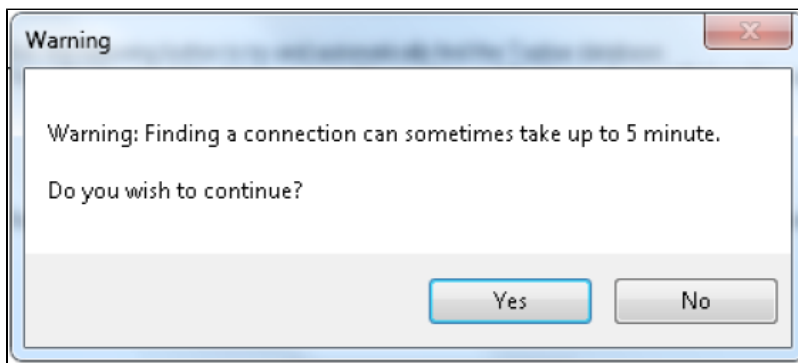 Warning
Warning: Finding a connection can sometimes take up to 5 minute.
Do you wish to continue?
Yes
No